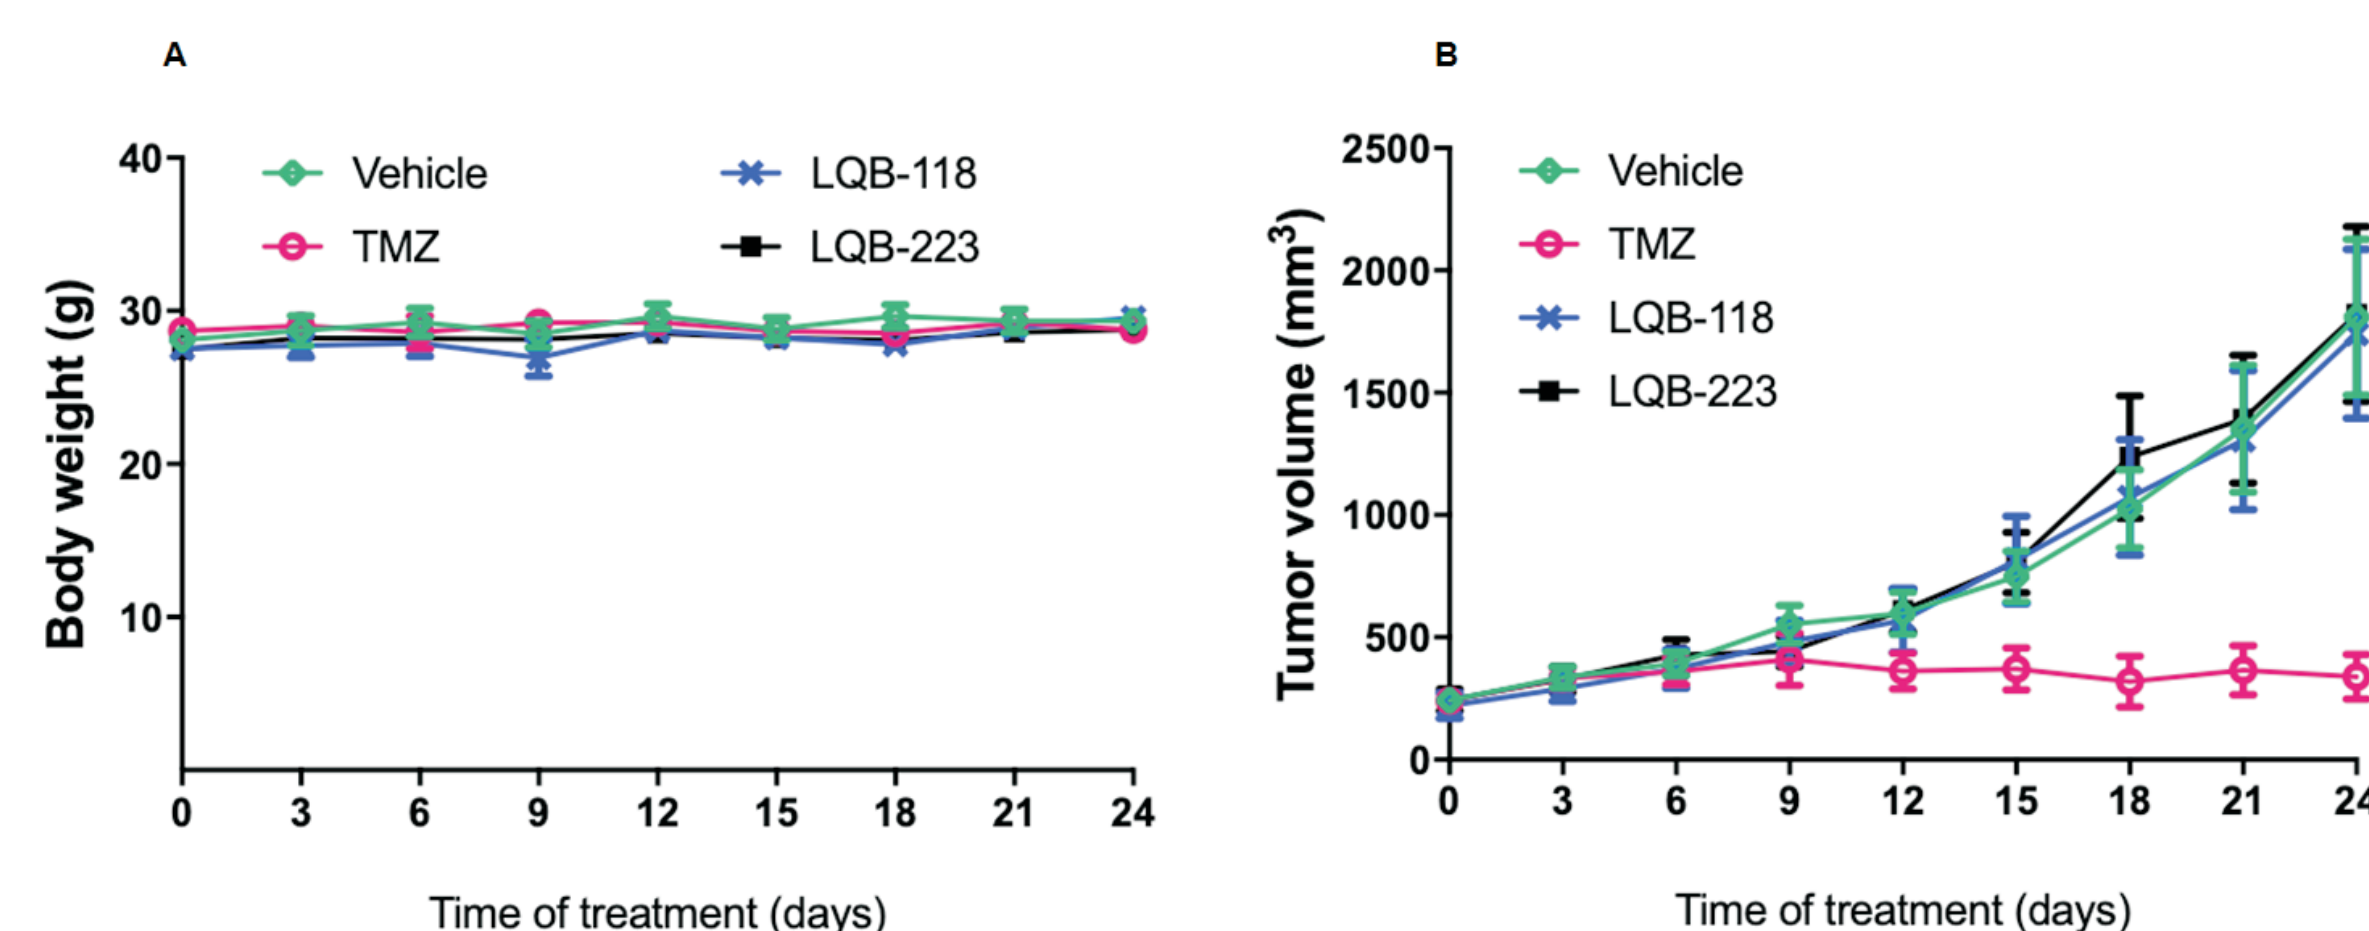 A
40
30
20
10
Body weight (g)
Vehicle
TMZ
LQB-118
LQB-223
0 3 6 9 12 15 18 21 24
Time of treatment (days)
B
2500
2000
1500
1000
500
0
Tumor volume (mm³)
Vehicle
TMZ
LQB-118
LQB-223
0 3 6 9 12 15 18 21 24
Time of treatment (days)